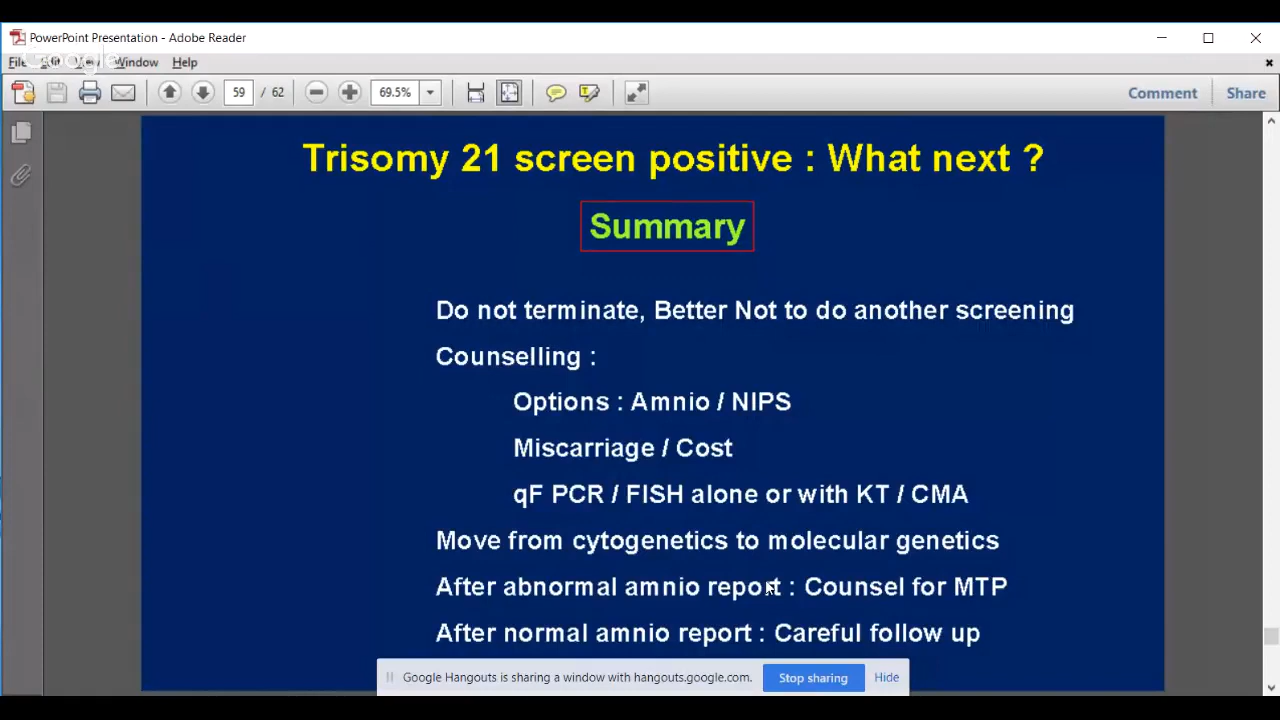 PowerPoint Presentation - Adobe Reader
Google
File Edit View Window Help
59 / 62 69.5% Comment Share
Trisomy 21 screen positive : What next ?
Summary
Do not terminate, Better Not to do another screening
Counselling :
Options : Amnio / NIPS
Miscarriage / Cost
qF PCR / FISH alone or with KT / CMA
Move from cytogenetics to molecular genetics
After abnormal amnio report : Counsel for MTP
After normal amnio report : Careful follow up
Google Hangouts is sharing a window with hangouts.google.com. Stop sharing Hide